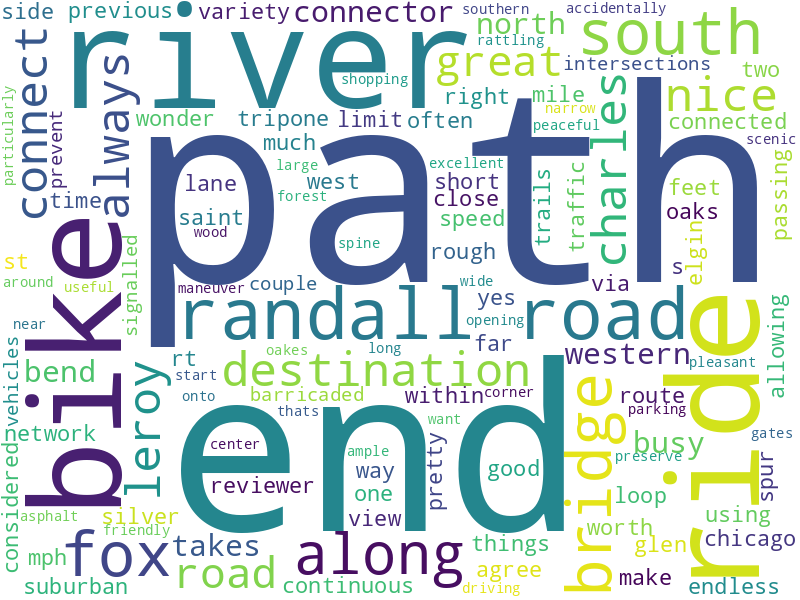 side previous variety connector southern accidentally
river north rattling south
great intersections
shopping two
particularly connect always right mile narrow nice
wonder tripone limit often peaceful connected
prevent much path charles scenic
large excellent trails traffic
lane west short feet passing
time forest close
saint speed oaks
wood
spine rough s elgin
st signalled
around useful maneuver couple wide yes via
bike randall road
near opening far allowing
rt oakes long western
vehicles start destination pleasant
bend leroy
onto barricaded within corner route
thats parking
network want gates
considered center ample pretty bridge busy ride
way good preserve
reviewer one loop spur
view
asphalt silver end worth using
friendly things glen chicago
fox takes along
mph agree
road make
suburban continuous driving endless